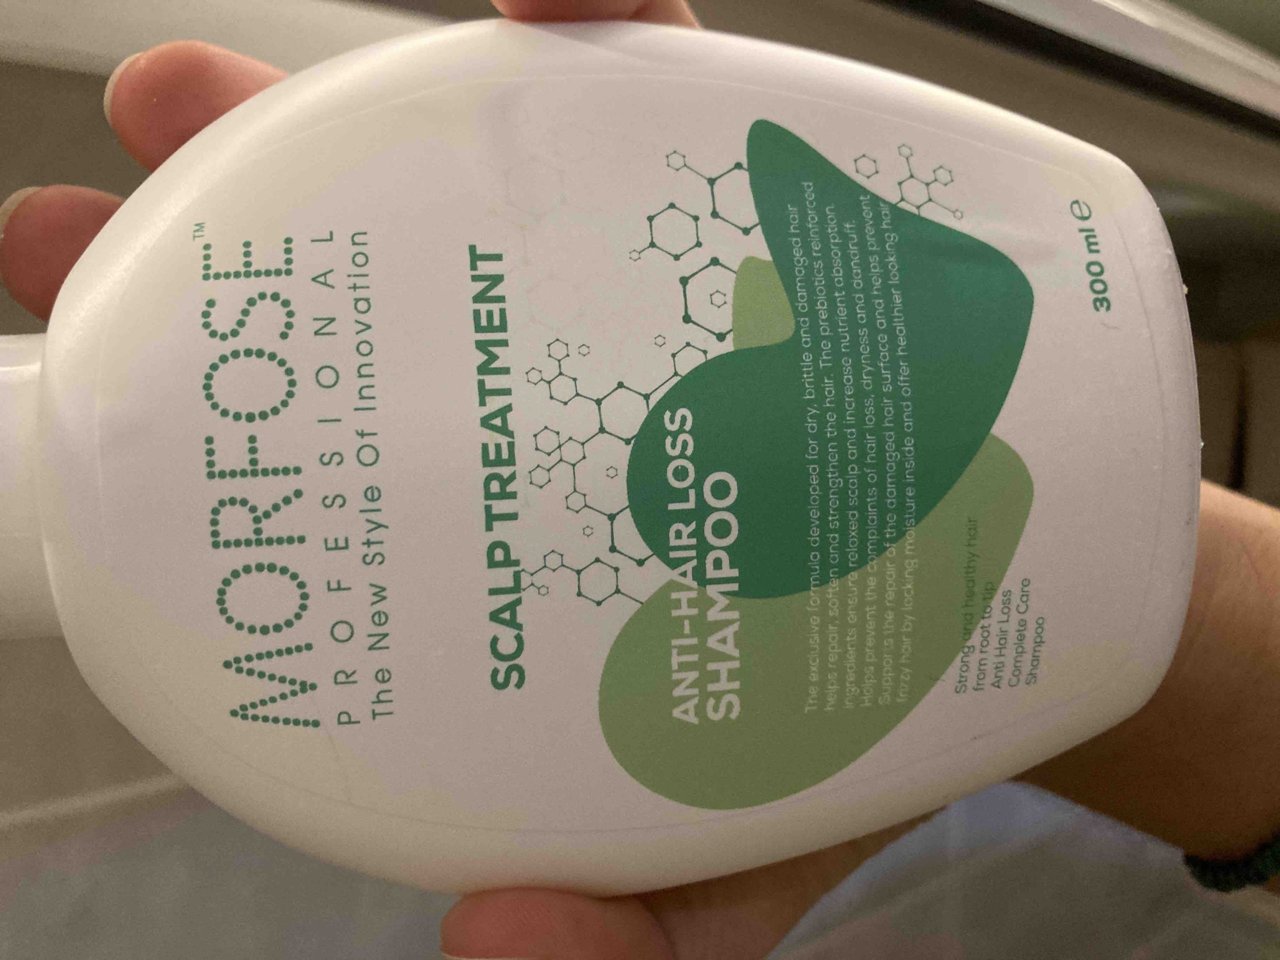 MORFOSE™
PROFESSIONAL
The New Style Of Innovation
SCALP TREATMENT
ANTI-HAIR LOSS
SHAMPOO
The exclusive formula developed for dry, brittle and damaged hair
helps repair, soften and strengthen the hair. The prebiotics reinforced
ingredients ensure relaxed scalp and increase nutrient absorption.
Helps prevent the complaints of hair loss, dryness and dandruff.
Supports the repair of the damaged hair surface and helps prevent
frizzy hair by locking moisture inside and offer healthier looking hair.
Strong and healthy hair
from root to tip
Anti Hair Loss
Complete Care
Shampoo
300 ml ℮